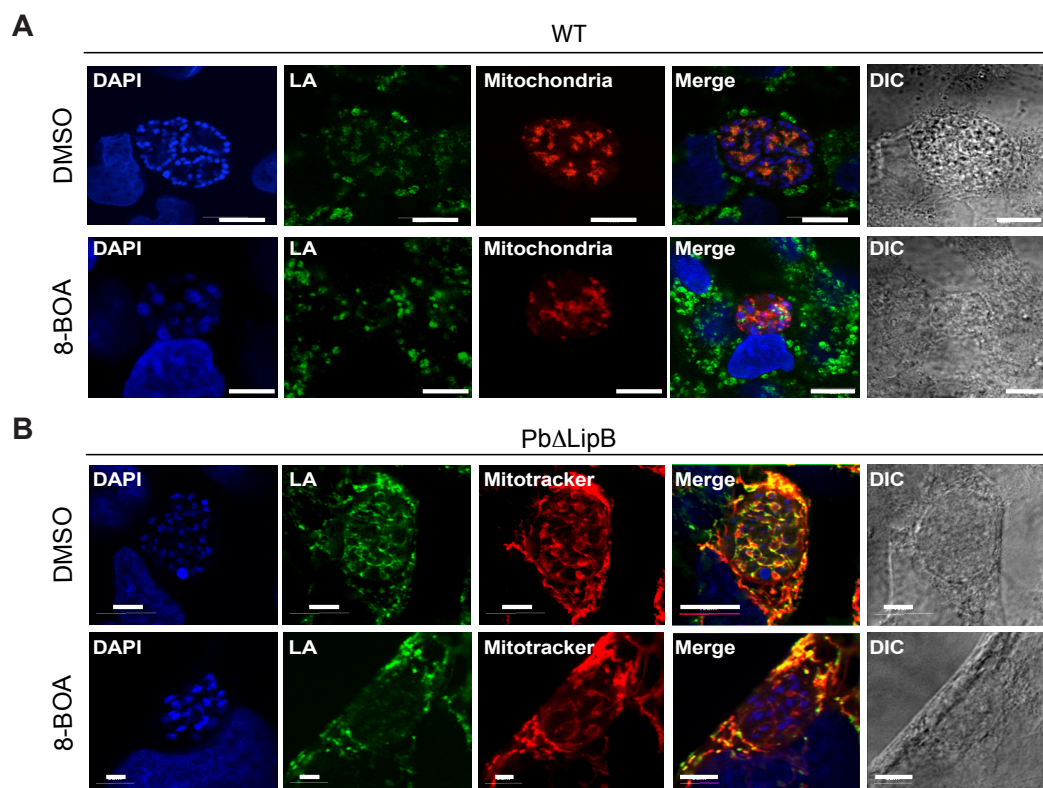 A
WT
DAPI LA Mitochondria Merge DIC
DMSO
DAPI LA Mitochondria Merge DIC
8-BOA
B
PbΔLipB
DAPI LA Mitotracker Merge DIC
DMSO
DAPI LA Mitotracker Merge DIC
8-BOA